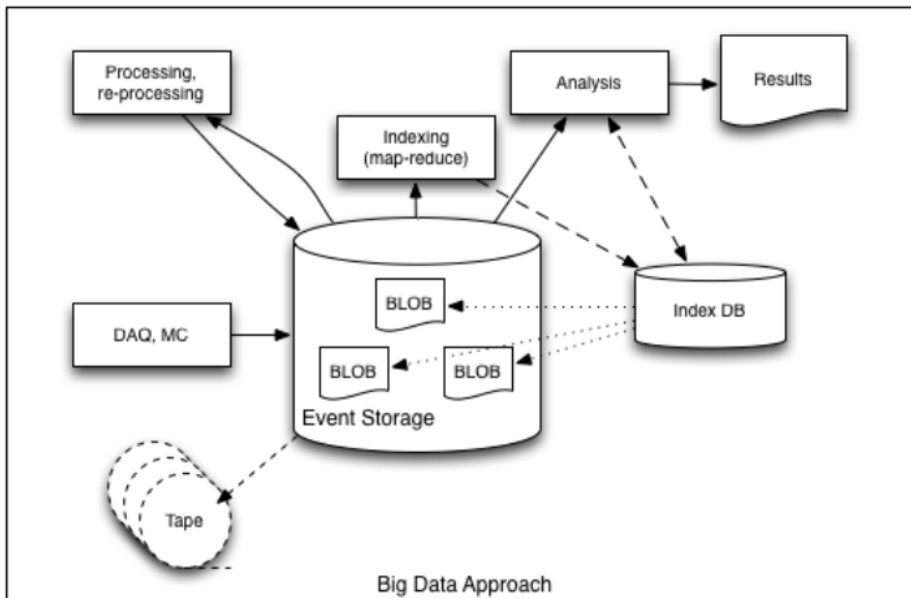 Processing,
re-processing
Indexing
(map-reduce)
Analysis
Results
DAQ, MC
BLOB
BLOB
BLOB
Event Storage
Index DB
Tape
Big Data Approach